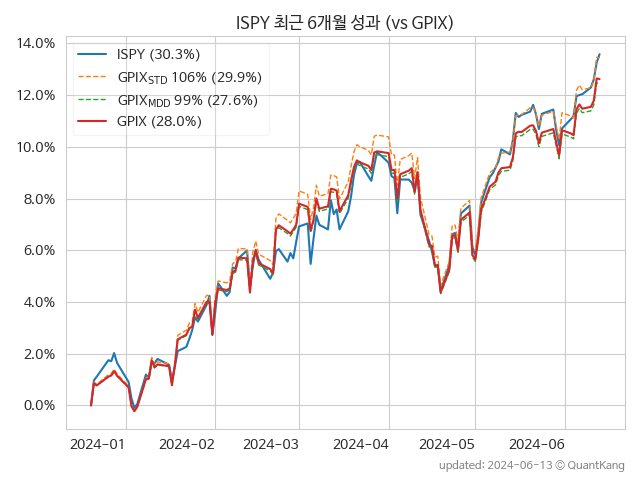 ISPY 최근 6개월 성과 (vs GPIX)
14.0%
12.0%
10.0%
8.0%
6.0%
4.0%
2.0%
0.0%
ISPY (30.3%)
GPIXSTD 106% (29.9%)
GPIXMDD 99% (27.6%)
GPIX (28.0%)
2024-01 2024-02 2024-03 2024-04 2024-05 2024-06
updated: 2024-06-13 ⓒ QuantKang